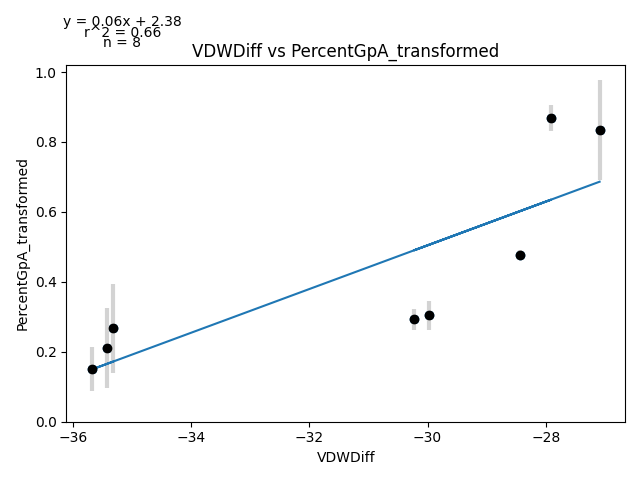 y = 0.06x + 2.38
r^2 = 0.66
n = 8
VDWDiff vs PercentGpA_transformed
PercentGpA_transformed
1.0
0.8
0.6
0.4
0.2
0.0
−36
−34
−32
−30
−28
VDWDiff